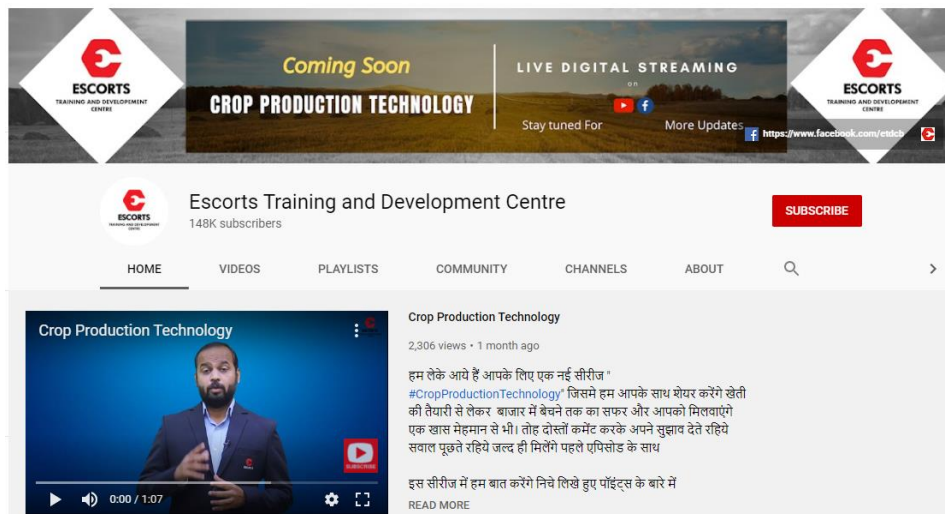 ESCORTS
TRAINING AND DEVELOPEMENT
CENTRE
Coming Soon
CROP PRODUCTION TECHNOLOGY
LIVE DIGITAL STREAMING
on
Stay tuned For More Updates
ESCORTS
TRAINING AND DEVELOPEMENT
CENTRE
https://www.facebook.com/etdcb
ESCORTS
Escorts Training and Development Centre
148K subscribers
SUBSCRIBE
HOME VIDEOS PLAYLISTS COMMUNITY CHANNELS ABOUT
Crop Production Technology
SUBSCRIBE
0:00 / 1:07
Crop Production Technology
2,306 views • 1 month ago
हम लेके आये हैं आपके लिए एक नई सीरीज "
#CropProductionTechnology" जिसमे हम आपके साथ शेयर करेंगे खेती
की तैयारी से लेकर बाजार में बेचने तक का सफर और आपको मिलवाएंगे
एक खास मेहमान से भी। तोह दोस्तों कमेंट करके अपने सुझाव देते रहिये
सवाल पूछते रहिये जल्द ही मिलेंगे पहले एपिसोड के साथ
इस सीरीज में हम बात करेंगे निचे लिखे हुए पॉइंट्स के बारे में
READ MORE